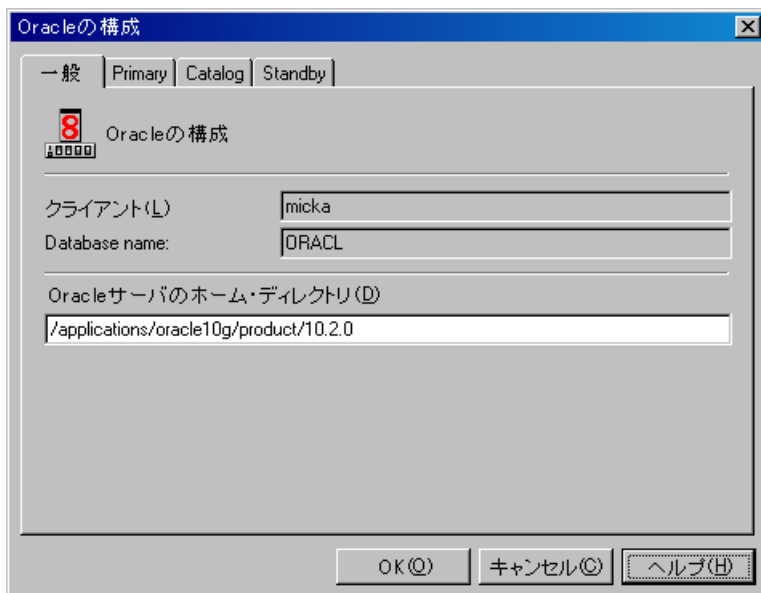 Oracleの構成
一般 Primary Catalog Standby
8
Oracleの構成
クライアント(L) micka
Database name: ORACL
Oracleサーバのホーム・ディレクトリ(D)
/applications/oracle10g/product/10.2.0
OK(O) キャンセル(C) ヘルプ(H)